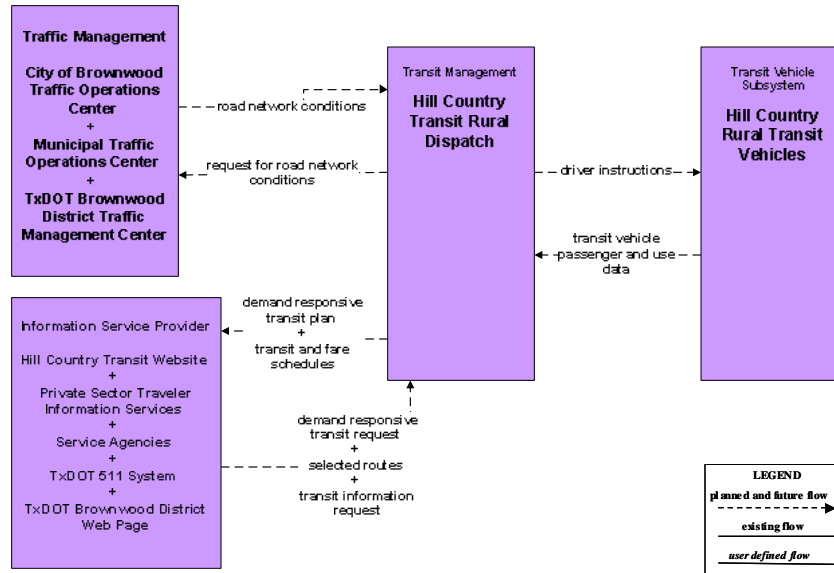 Traffic Management
City of Brownwood
Traffic Operations
Center
+
Municipal Traffic
Operations Center
+
TxDOT Brownwood
District Traffic
Management Center
road network conditions
request for road network
conditions
Transit Management
Hill Country
Transit Rural
Dispatch
driver instructions
transit vehicle
passenger and use
data
Transit Vehicle
Subsystem
Hill Country
Rural Transit
Vehicles
Information Service Provider
Hill Country Transit Website
+
Private Sector Traveler
Information Services
+
Service Agencies
+
TxDOT 511 System
+
TxDOT Brownwood District
Web Page
demand responsive
transit plan
+
transit and fare
schedules
demand responsive
transit request
+
selected routes
+
transit information
request
LEGEND
planned and future flow
existing flow
user defined flow